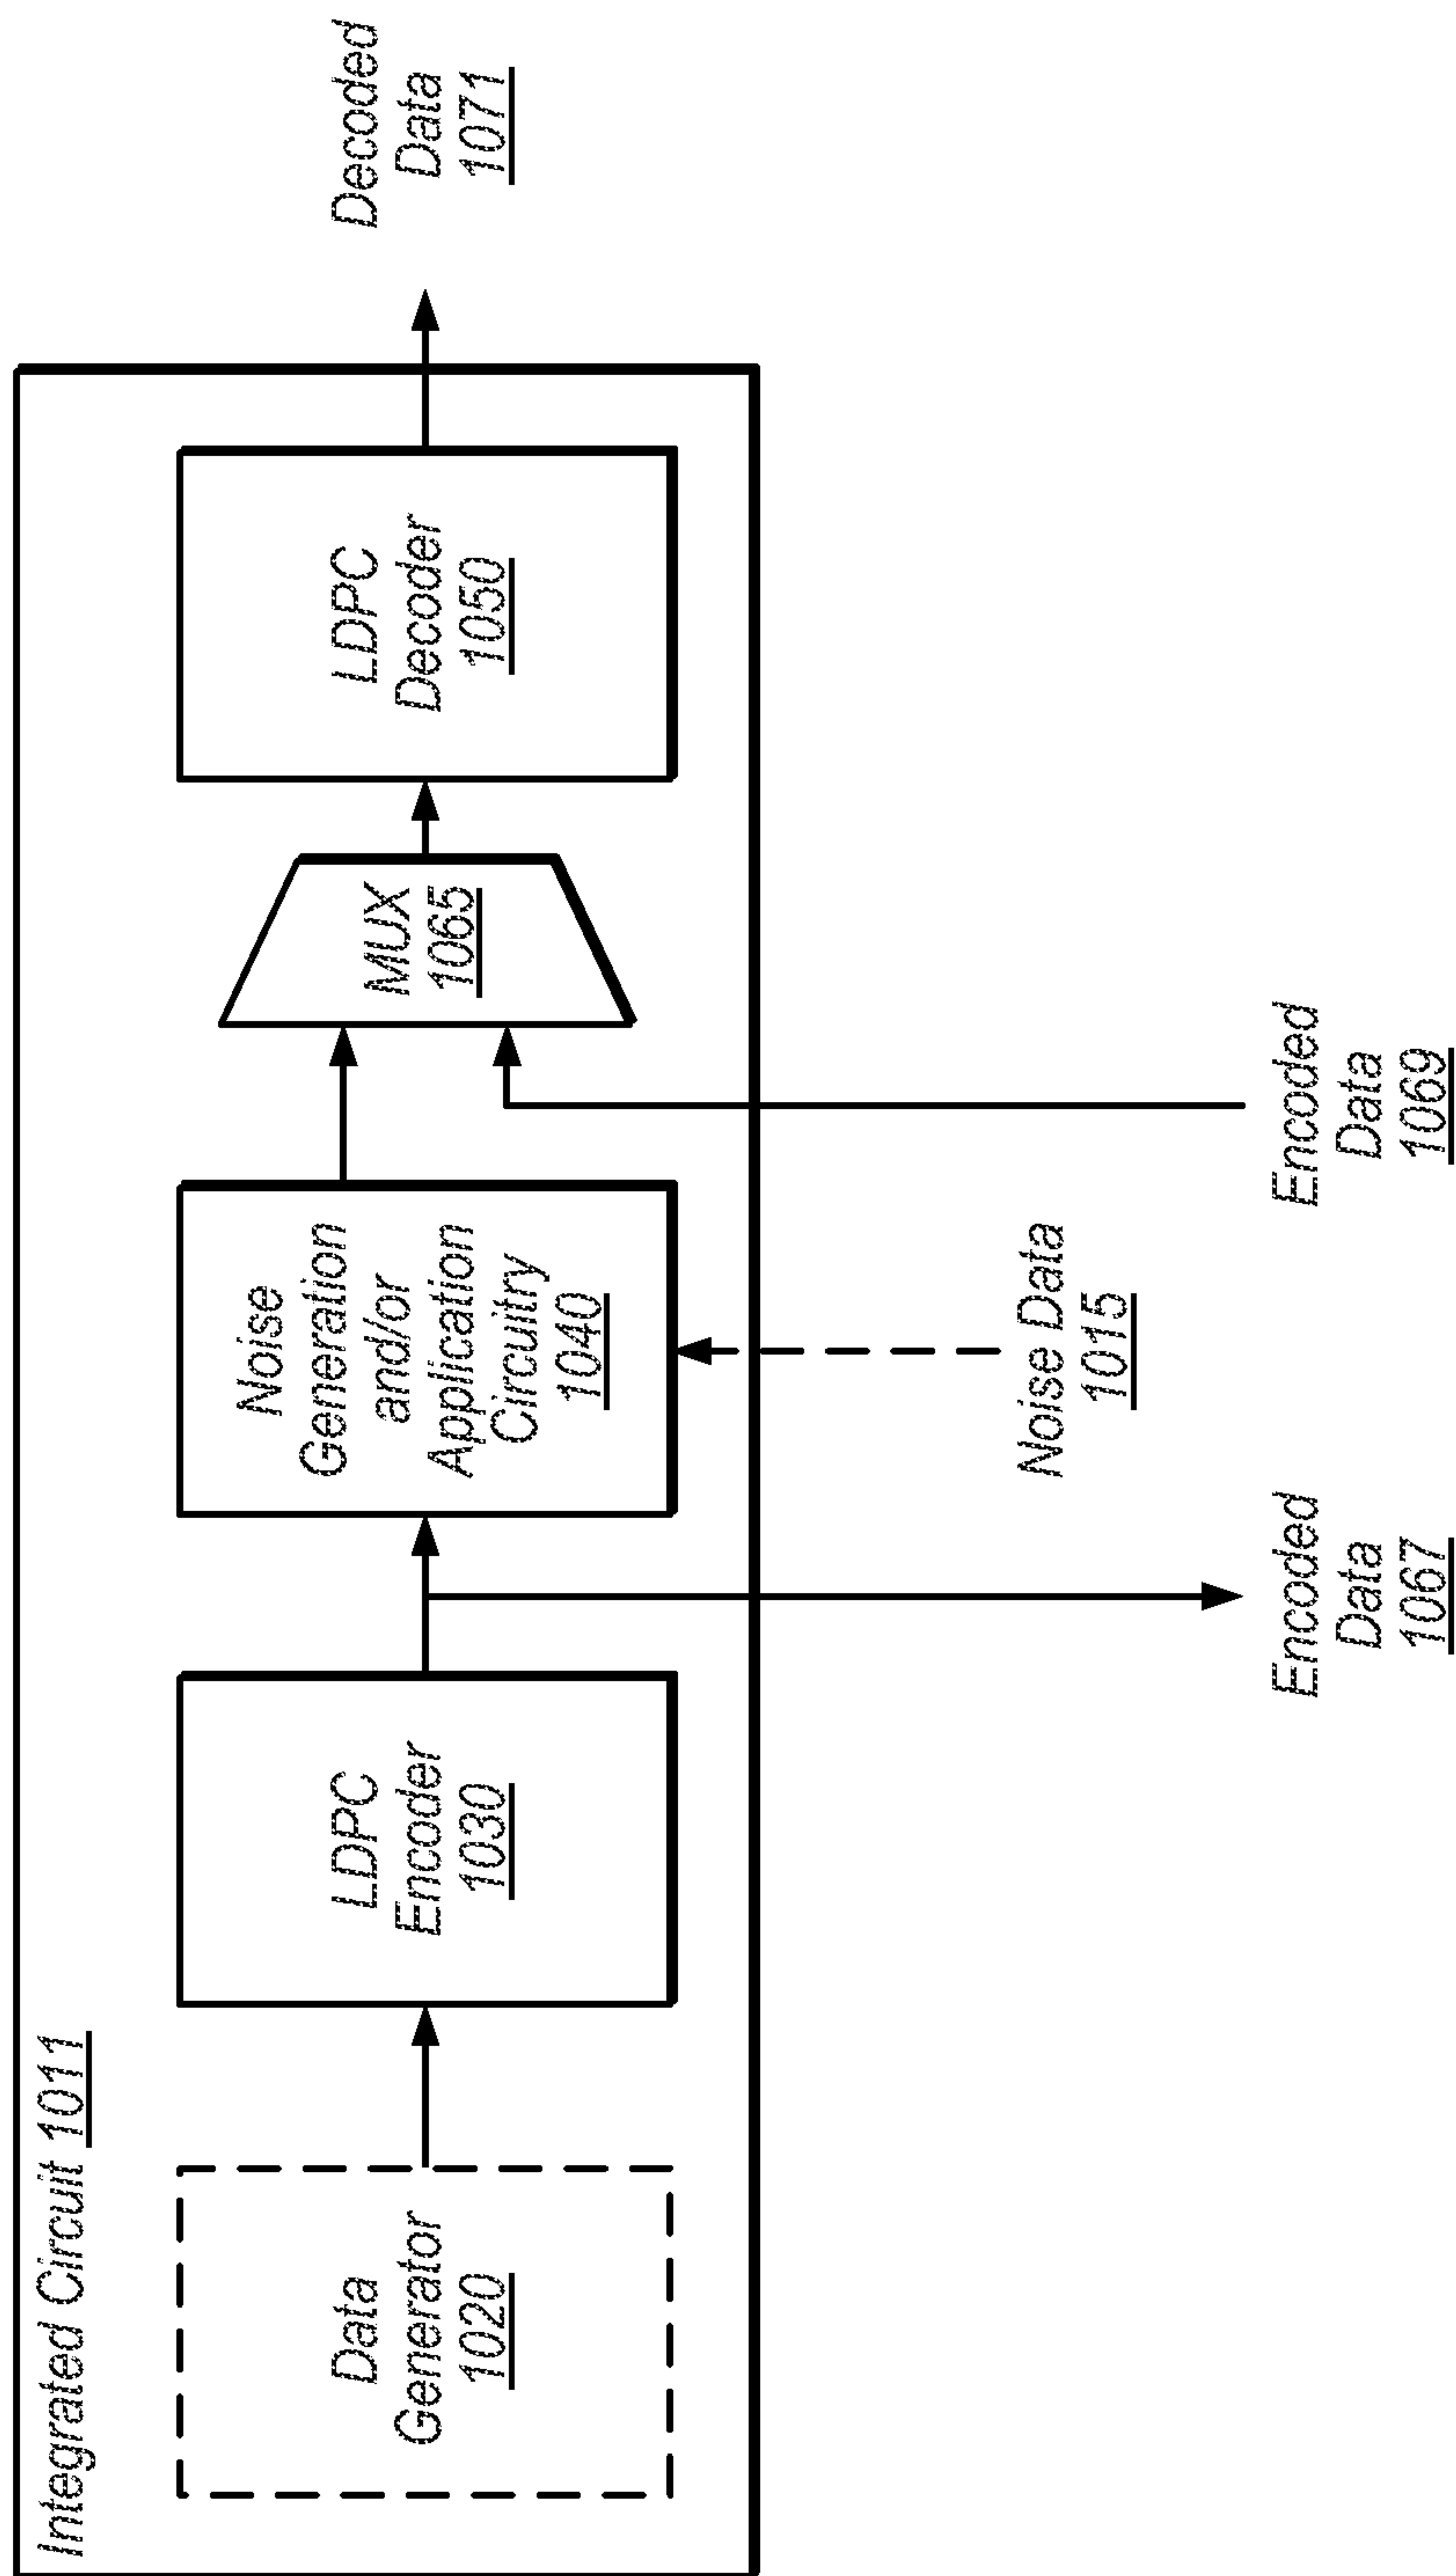 Integrated Circuit 1011
Data
Generator
1020
LDPC
Encoder
1030
Noise
Generation
and/or
Application
Circuitry
1040
MUX
1065
LDPC
Decoder
1050
Decoded
Data
1071
Noise Data
1015
Encoded
Data
1067
Encoded
Data
1069